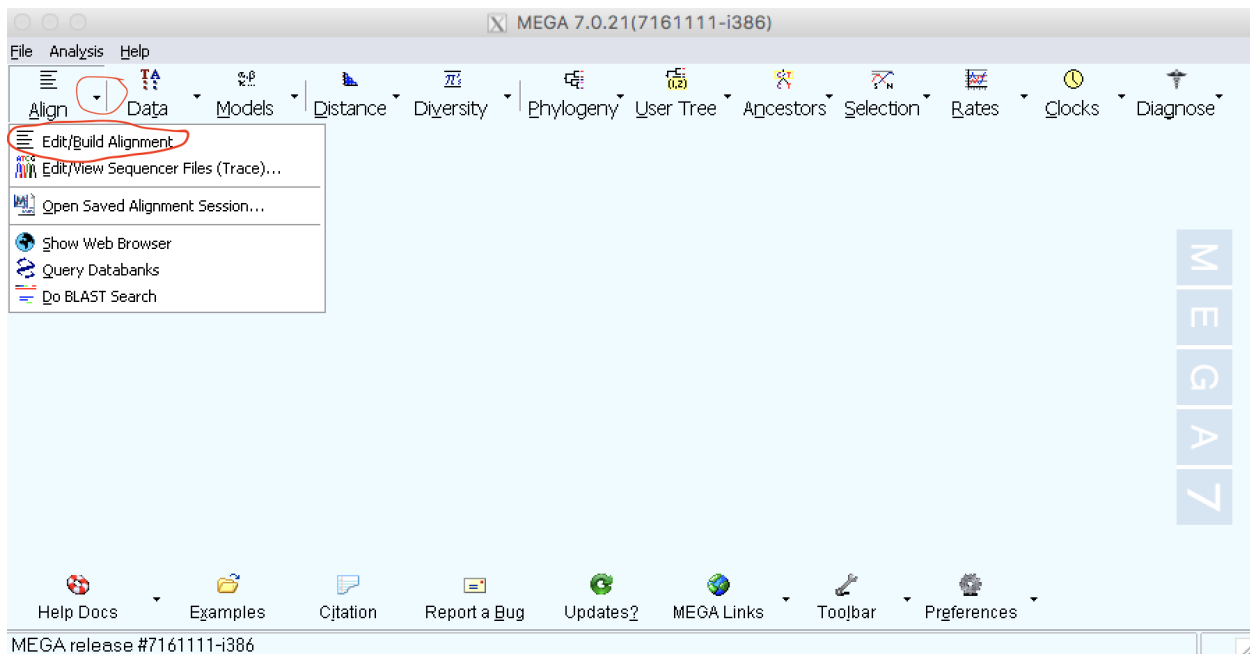 MEGA 7.0.21(7161111-i386)
File Analysis Help
Align Data Models Distance Diversity Phylogeny User Tree Ancestors Selection Rates Clocks Diagnose
Edit/Build Alignment
Edit/View Sequencer Files (Trace)...
Open Saved Alignment Session...
Show Web Browser
Query Databanks
Do BLAST Search
M
E
G
A
7
Help Docs Examples Citation Report a Bug Updates? MEGA Links Toolbar Preferences
MEGA release #7161111-i386